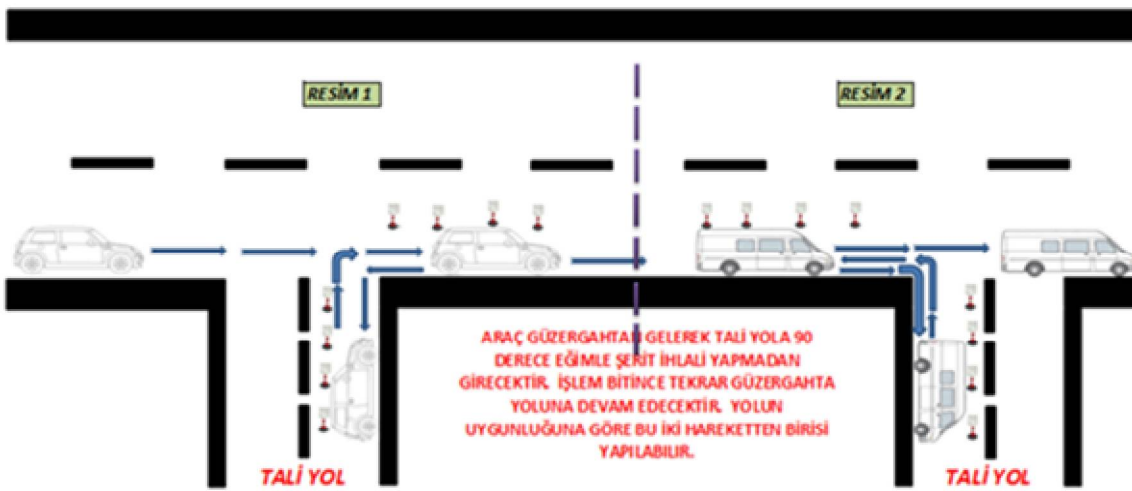 RESİM 1
RESİM 2
ARAÇ GÜZERGAHTAN GELEREK TALİ YOLA 90
DERECE EĞİMLE ŞERİT İHLALİ YAPMADAN
GİRECEKTİR. İŞLEM BİTİNCE TEKRAR GÜZERGAHTA
YOLUNA DEVAM EDECEKTİR. YOLUN
UYGUNLUĞUNA GÖRE BU İKİ HAREKETTEN BİRİSİ
YAPILABILIR.
TALİ YOL
TALİ YOL